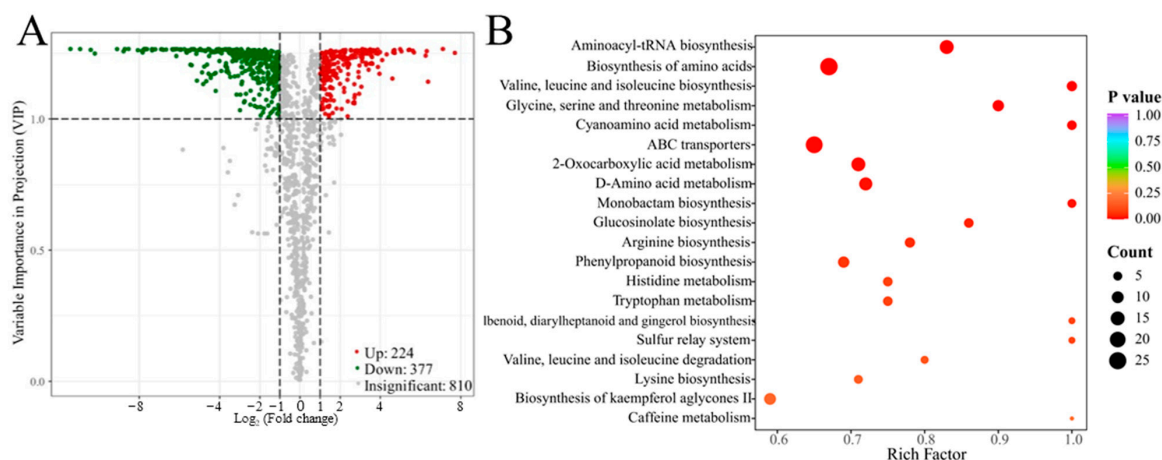 A
Variable Importance in Projection (VIP)
1.0
0.5
0.0
Up: 224
Down: 377
Insignificant: 810
−8 −4 −2 −1 0 1 2 4 8
Log₂ (Fold change)
B
Aminoacyl-tRNA biosynthesis
Biosynthesis of amino acids
Valine, leucine and isoleucine biosynthesis
Glycine, serine and threonine metabolism
Cyanoamino acid metabolism
ABC transporters
2-Oxocarboxylic acid metabolism
D-Amino acid metabolism
Monobactam biosynthesis
Glucosinolate biosynthesis
Arginine biosynthesis
Phenylpropanoid biosynthesis
Histidine metabolism
Tryptophan metabolism
lbenoid, diarylheptanoid and gingerol biosynthesis
Sulfur relay system
Valine, leucine and isoleucine degradation
Lysine biosynthesis
Biosynthesis of kaempferol aglycones II
Caffeine metabolism
0.6 0.7 0.8 0.9 1.0
Rich Factor
P value
1.00
0.75
0.50
0.25
0.00
Count
5
10
15
20
25